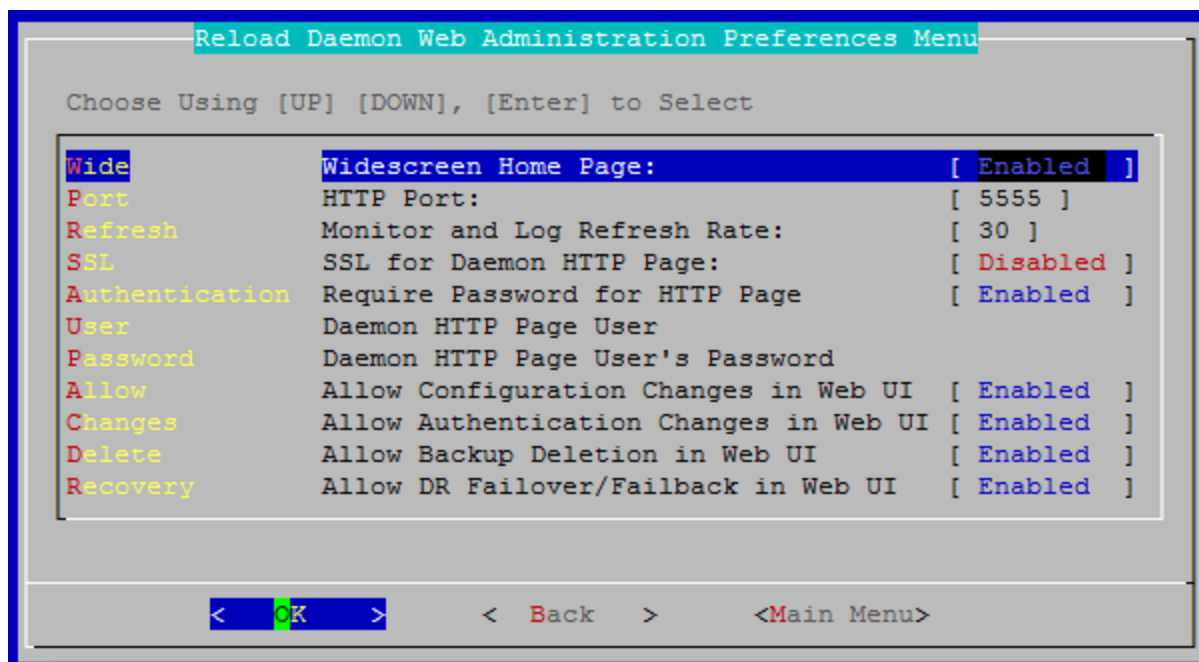 Reload Daemon Web Administration Preferences Menu
Choose Using [UP] [DOWN], [Enter] to Select
Wide Widescreen Home Page: [ Enabled ]
Port HTTP Port: [ 5555 ]
Refresh Monitor and Log Refresh Rate: [ 30 ]
SSL SSL for Daemon HTTP Page: [ Disabled ]
Authentication Require Password for HTTP Page [ Enabled ]
User Daemon HTTP Page User
Password Daemon HTTP Page User's Password
Allow Allow Configuration Changes in Web UI [ Enabled ]
Changes Allow Authentication Changes in Web UI [ Enabled ]
Delete Allow Backup Deletion in Web UI [ Enabled ]
Recovery Allow DR Failover/Failback in Web UI [ Enabled ]
< OK > < Back > <Main Menu>